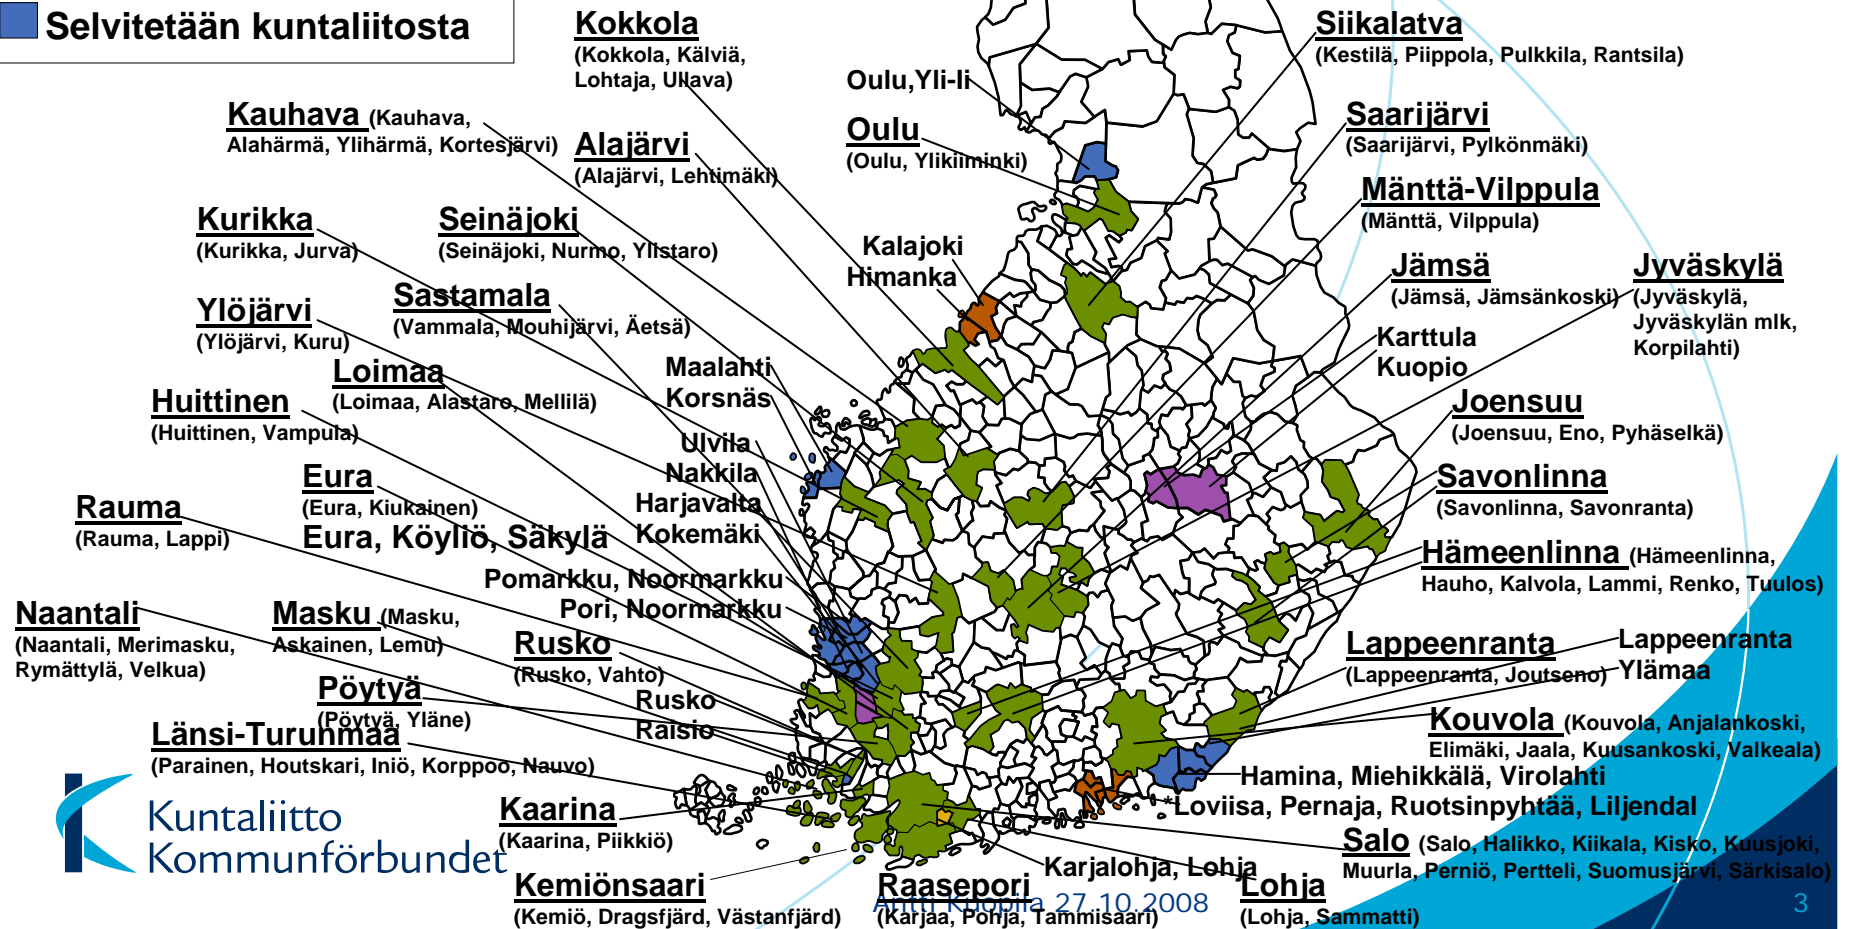 Selvitetään kuntaliitosta
Kokkola
(Kokkola, Kälviä,
Lohtaja, Ullava)
Siikalatva
(Kestilä, Piippola, Pulkkila, Rantsila)
Oulu,Yli-Ii
Kauhava (Kauhava,
Alahärmä, Ylihärmä, Kortesjärvi)
Alajärvi
(Alajärvi, Lehtimäki)
Oulu
(Oulu, Ylikiiminki)
Saarijärvi
(Saarijärvi, Pylkönmäki)
Mänttä-Vilppula
(Mänttä, Vilppula)
Kurikka
(Kurikka, Jurva)
Seinäjoki
(Seinäjoki, Nurmo, Ylistaro)
Kalajoki
Himanka
Jämsä
(Jämsä, Jämsänkoski)
Jyväskylä
(Jyväskylä,
Jyväskylän mlk,
Korpilahti)
Ylöjärvi
(Ylöjärvi, Kuru)
Sastamala
(Vammala, Mouhijärvi, Äetsä)
Karttula
Kuopio
Loimaa
(Loimaa, Alastaro, Mellilä)
Maalahti
Korsnäs
Huittinen
(Huittinen, Vampula)
Joensuu
(Joensuu, Eno, Pyhäselkä)
Ulvila
Nakkila
Harjavalta
Kokemäki
Eura
(Eura, Kiukainen)
Eura, Köyliö, Säkylä
Savonlinna
(Savonlinna, Savonranta)
Rauma
(Rauma, Lappi)
Hämeenlinna (Hämeenlinna,
Hauho, Kalvola, Lammi, Renko, Tuulos)
Pomarkku, Noormarkku
Pori, Noormarkku
Naantali
(Naantali, Merimasku,
Rymättylä, Velkua)
Masku (Masku,
Askainen, Lemu)
Rusko
(Rusko, Vahto)
Lappeenranta
(Lappeenranta, Joutseno)
Lappeenranta
Ylämaa
Pöytyä
(Pöytyä, Yläne)
Rusko
Raisio
Kouvola (Kouvola, Anjalankoski,
Elimäki, Jaala, Kuusankoski, Valkeala)
Länsi-Turunmaa
(Parainen, Houtskari, Iniö, Korppoo, Nauvo)
Hamina, Miehikkälä, Virolahti
*Loviisa, Pernaja, Ruotsinpyhtää, Liljendal
Kuntaliitto
Kommunförbundet
Kaarina
(Kaarina, Piikkiö)
Salo (Salo, Halikko, Kiikala, Kisko, Kuusjoki,
Muurla, Perniö, Pertteli, Suomusjärvi, Särkisalo)
Karjalohja, Lohja
Kemiönsaari
(Kemiö, Dragsfjärd, Västanfjärd)
Raasepori
(Karjaa, Pohja, Tammisaari)
Lohja
(Lohja, Sammatti)
Antti Kuopila 27.10.2008
3